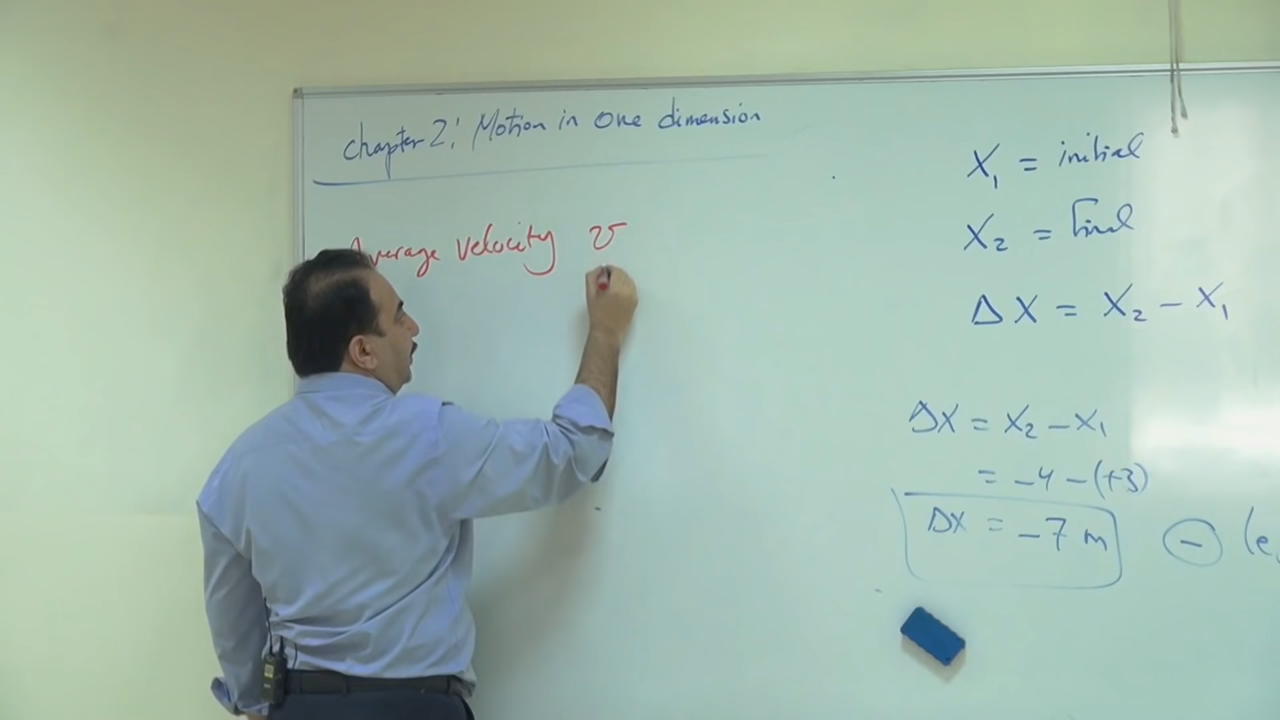 chapter 2: Motion in One dimension
Average Velocity v
X₁ = initial
X₂ = Final
Δ X = X₂ - X₁
ΔX = X₂ - X₁
= -4 - (+3)
ΔX = -7 m -